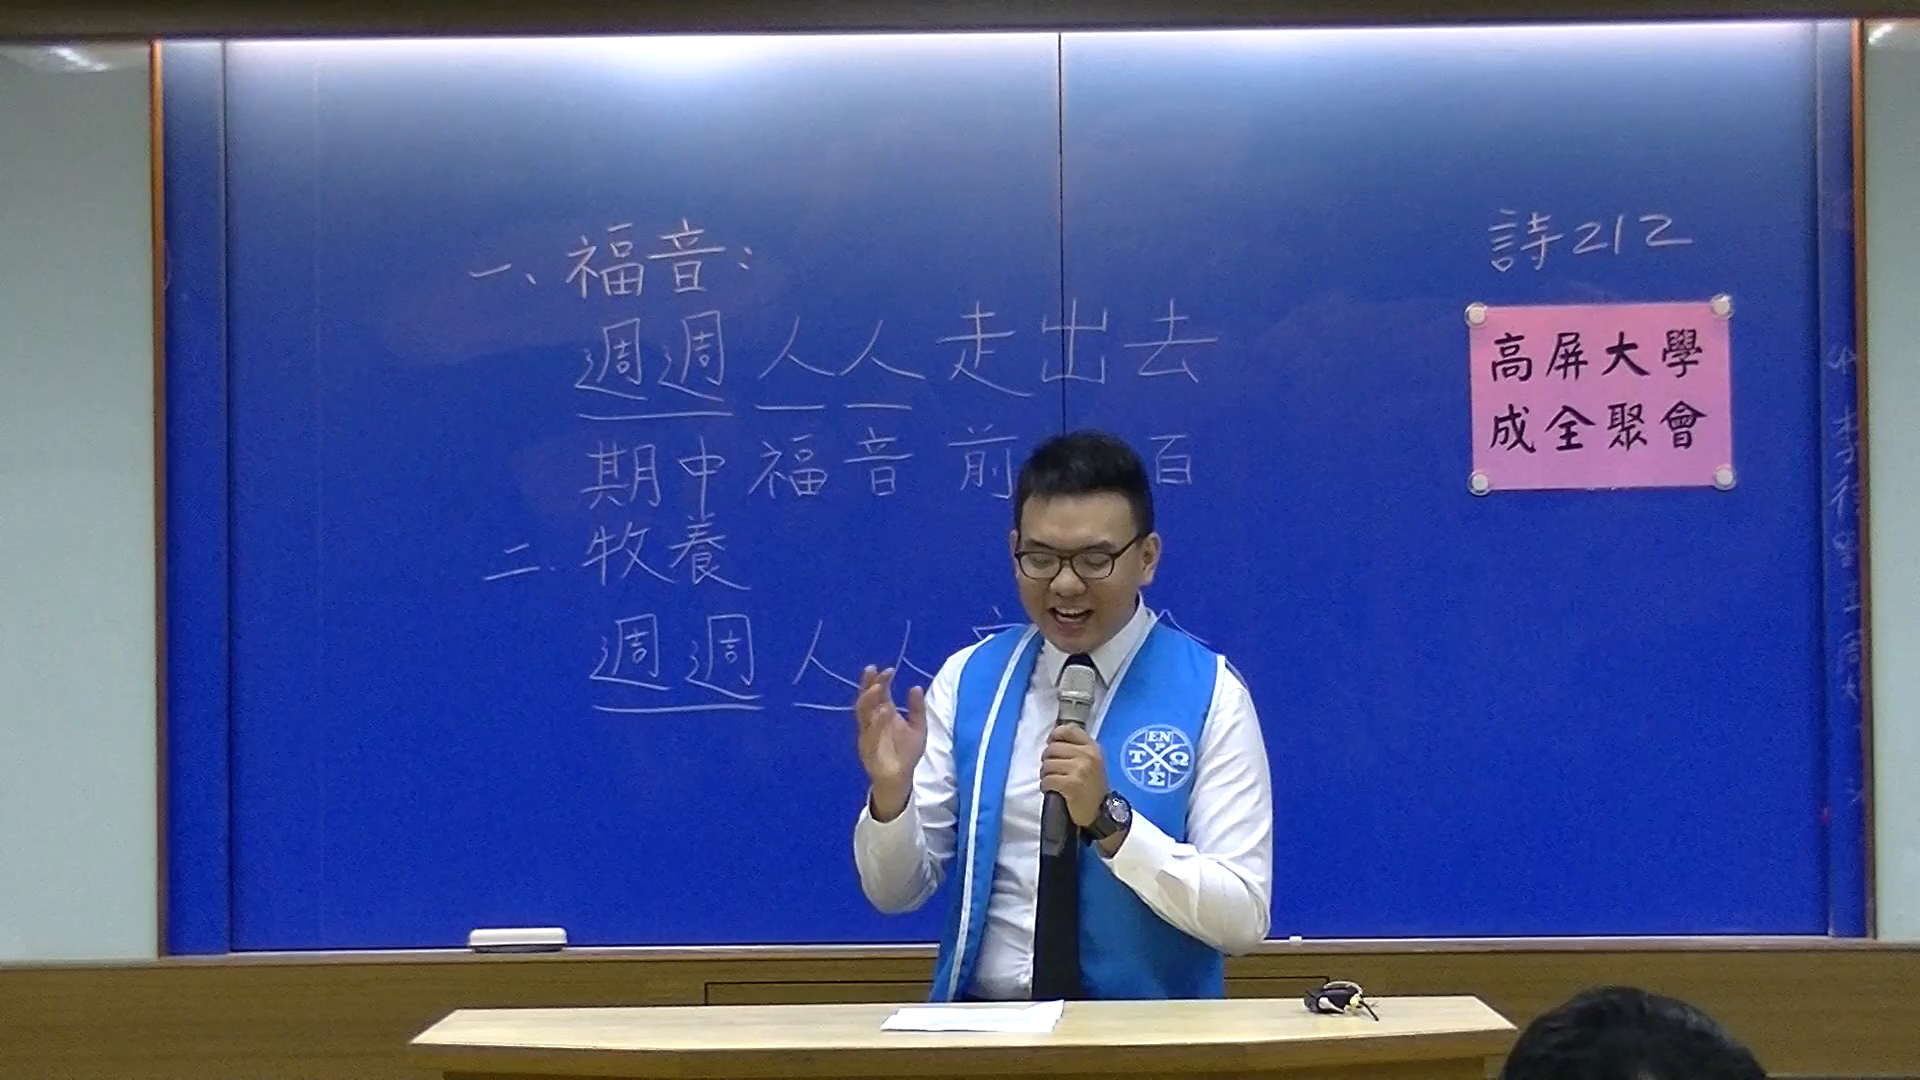 一、福音：
週週人人走出去
期中福音前 百
二.牧養
週週人人
詩212
高屏大學
成全聚會
EN
P
T X Ω
I
Σ